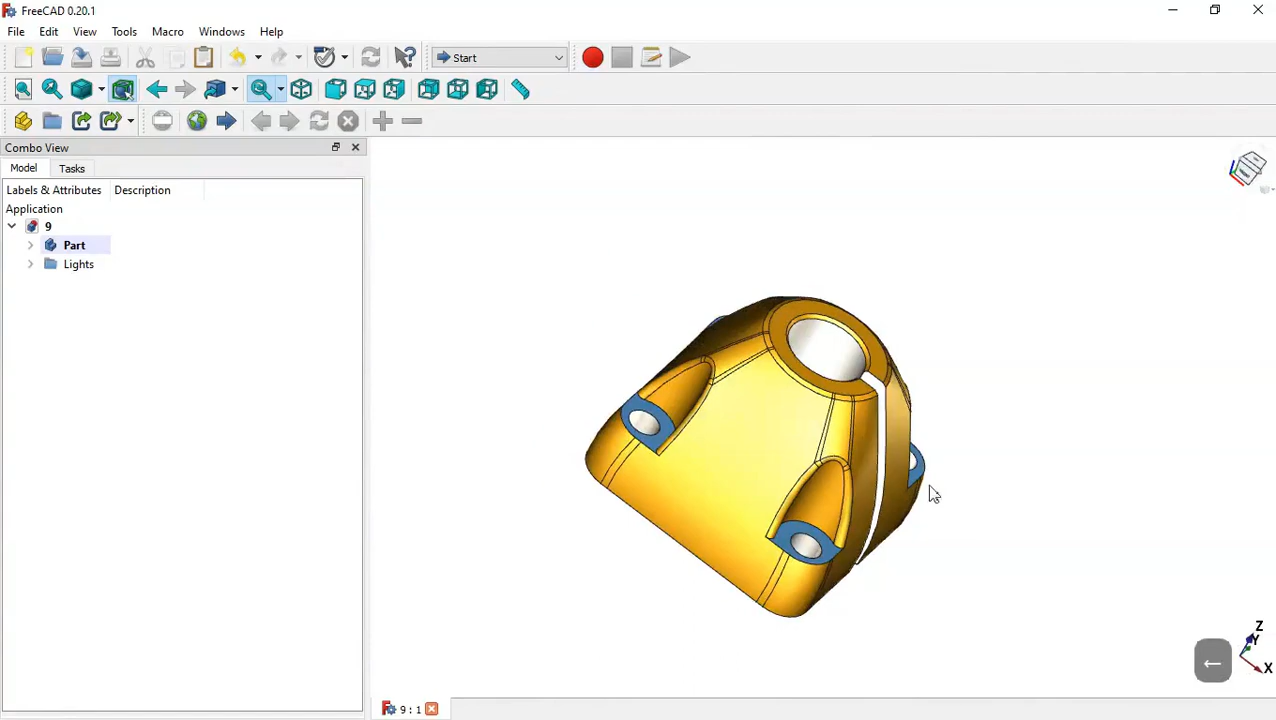 FreeCAD 0.20.1
File Edit View Tools Macro Windows Help
Start
Combo View
Model Tasks
Labels & Attributes Description
Application
9
Part
Lights
Z
Y
X
9 : 1